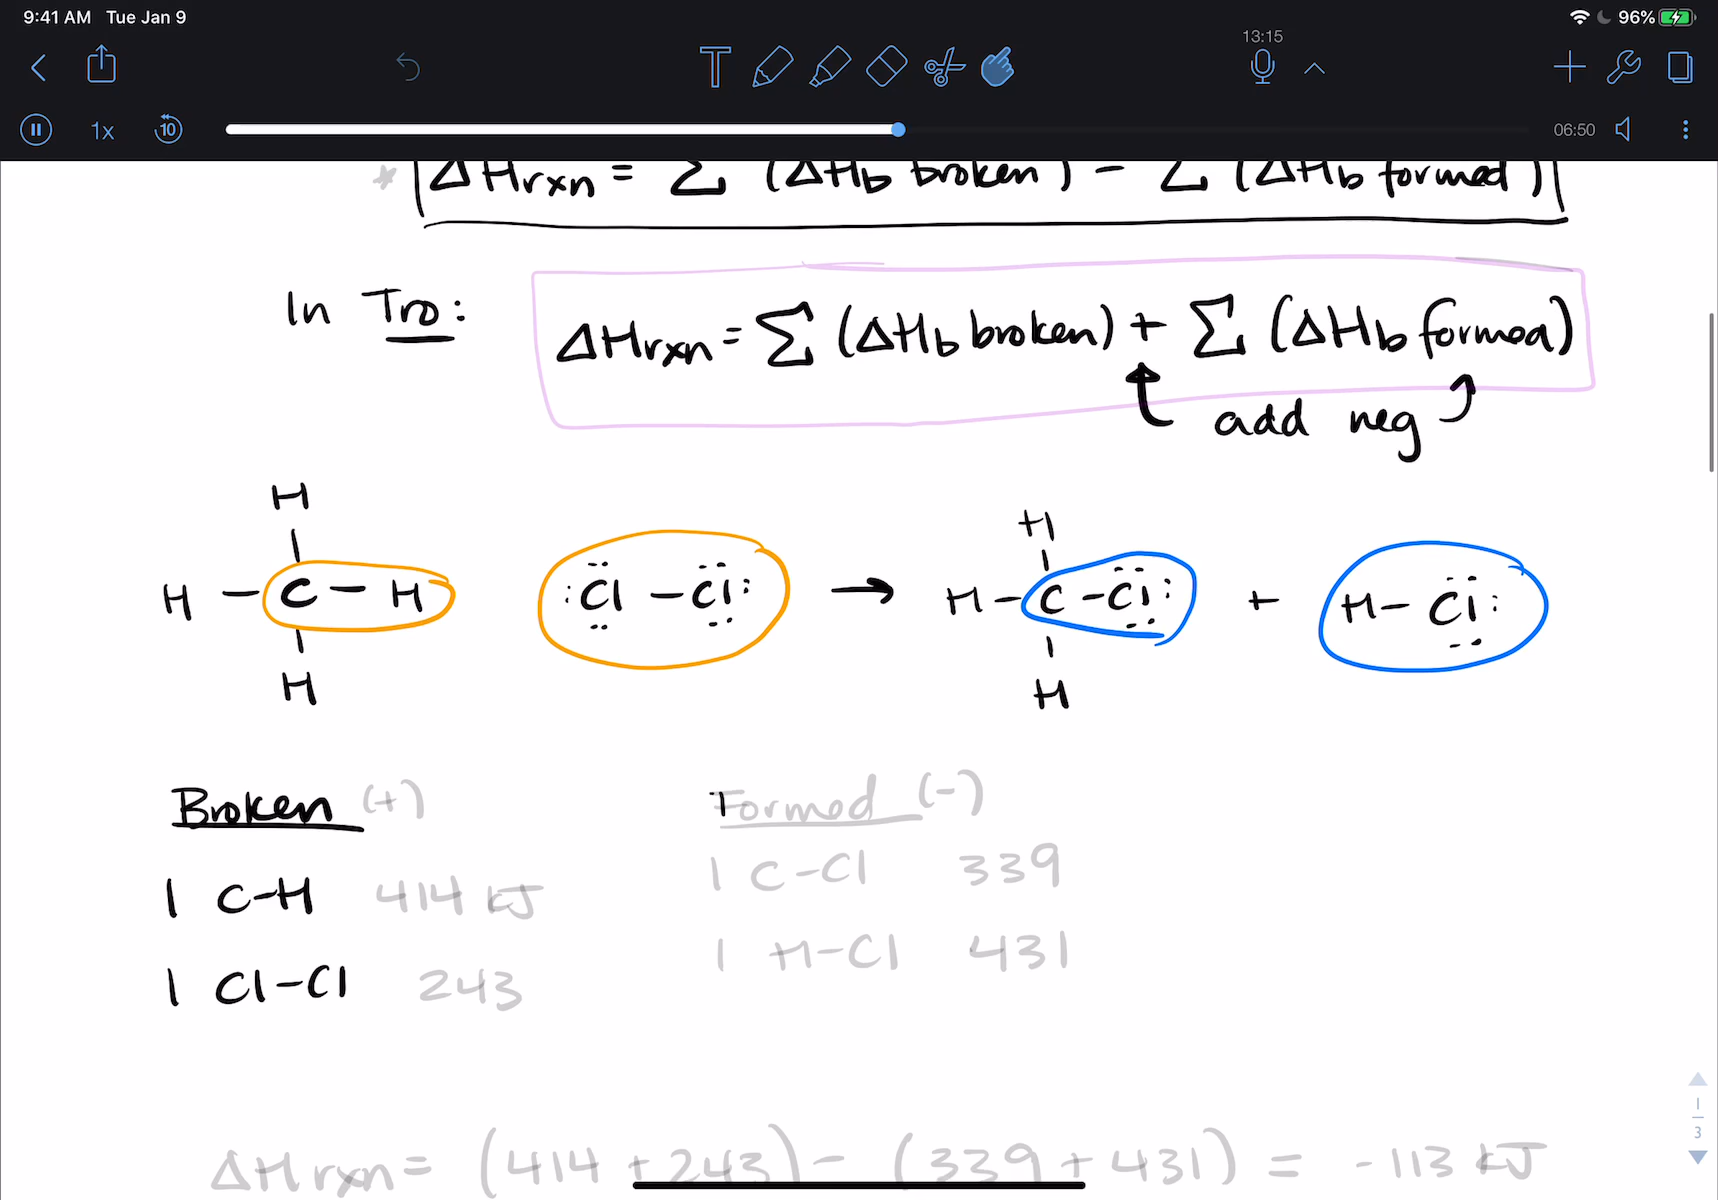 9:41 AM Tue Jan 9
96%
13:15
1x
10
06:50
* ΔHrxn = Σ (ΔHb broken) - Σ (ΔHb formed)
In Tro:
ΔHrxn = Σ (ΔHb broken) + Σ (ΔHb formed)
add neg
H
H
H - C - H :Cl - Cl: → H - C - Cl: + H - Cl:
H
H
Broken (+)
Formed (-)
1 C-H 414 kJ
1 C-Cl 339
1 Cl-Cl 243
1 H-Cl 431
1
3
ΔHrxn = (414 + 243) - (339 + 431) = -113 kJ